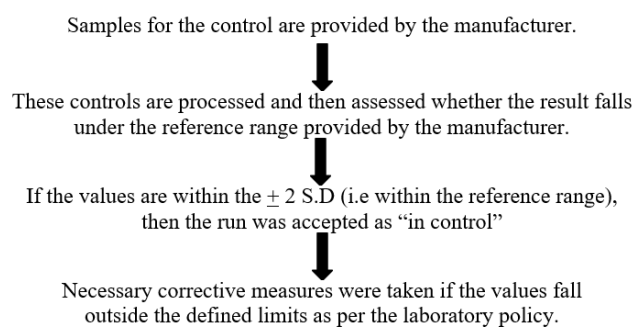 Samples for the control are provided by the manufacturer.
These controls are processed and then assessed whether the result falls
under the reference range provided by the manufacturer.
If the values are within the ± 2 S.D (i.e within the reference range),
then the run was accepted as “in control”
Necessary corrective measures were taken if the values fall
outside the defined limits as per the laboratory policy.